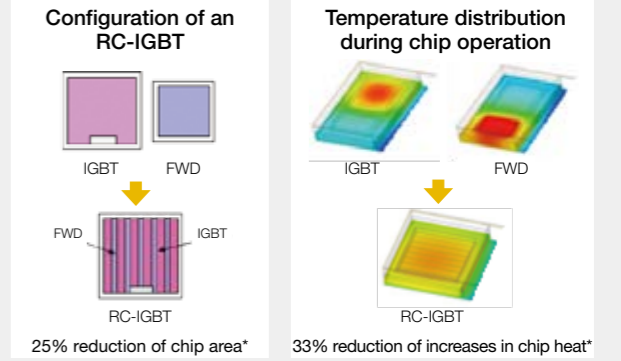 Configuration of an
RC-IGBT
IGBT
FWD
FWD
IGBT
RC-IGBT
25% reduction of chip area*
Temperature distribution
during chip operation
IGBT
FWD
RC-IGBT
33% reduction of increases in chip heat*